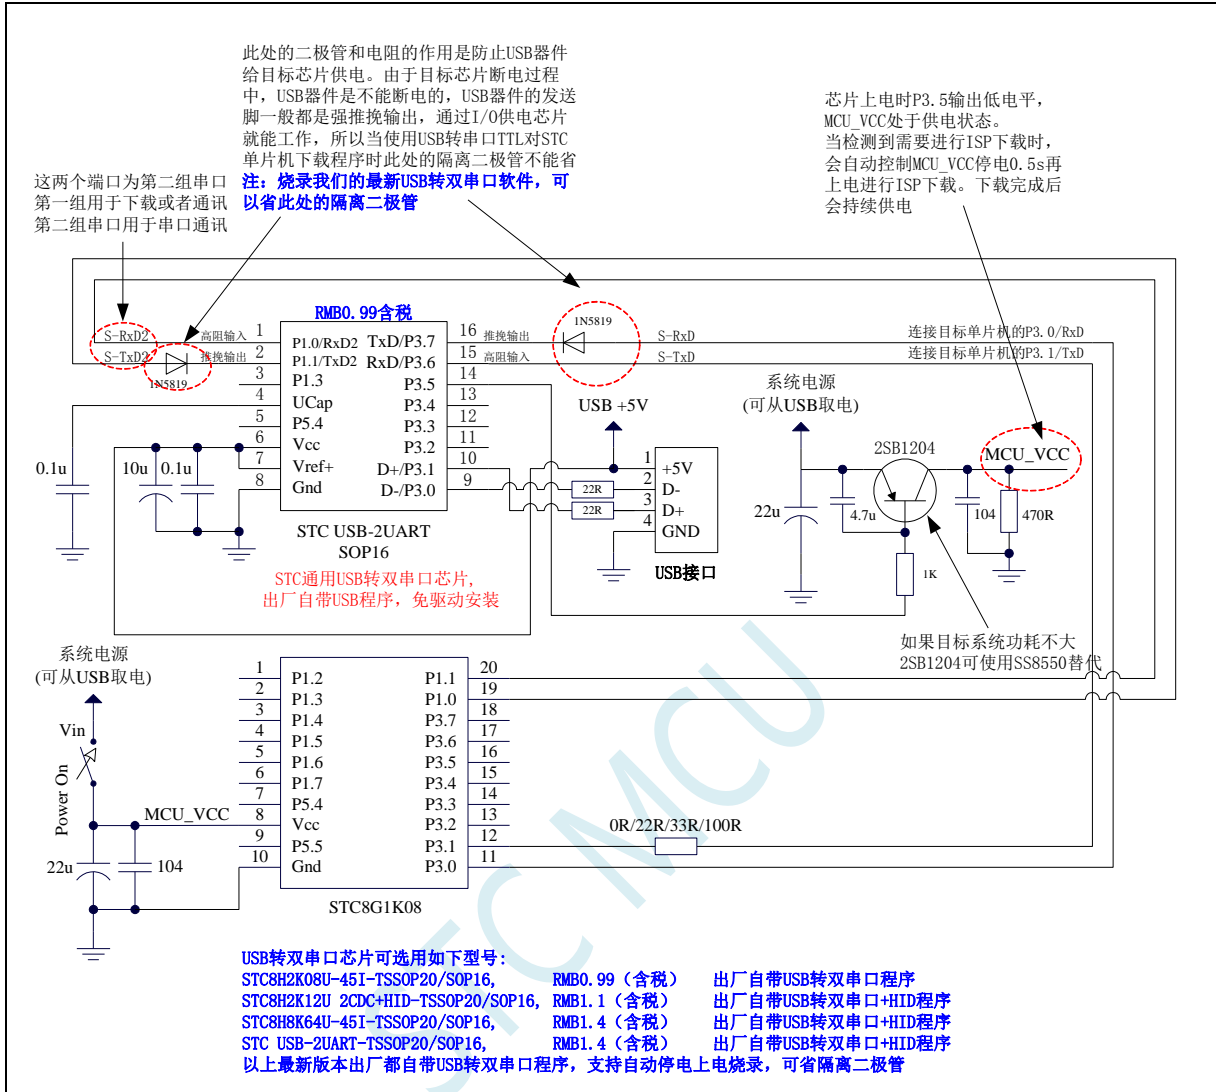 此处的二极管和电阻的作用是防止USB器件
给目标芯片供电。由于目标芯片断电过程
中，USB器件是不能断电的，USB器件的发送
脚一般都是强推挽输出，通过I/O供电芯片
就能工作，所以当使用USB转串口TTL对STC
单片机下载程序时此处的隔离二极管不能省
注：烧录我们的最新USB转双串口软件，可
以省此处的隔离二极管
芯片上电时P3.5输出低电平，
MCU_VCC处于供电状态。
当检测到需要进行ISP下载时，
会自动控制MCU_VCC停电0.5s再
上电进行ISP下载。下载完成后
会持续供电
这两个端口为第二组串口
第一组用于下载或者通讯
第二组串口用于串口通讯
RMB0.99含税
S-RxD2 高阻输入 1 P1.0/RxD2 TxD/P3.7 16 推挽输出 1N5819 S-RxD 连接目标单片机的P3.0/RxD
S-TxD2 1N5819 推挽输出 2 P1.1/TxD2 RxD/P3.6 15 高阻输入 S-TxD 连接目标单片机的P3.1/TxD
3 P1.3 P3.5 14
4 UCap P3.4 13
5 P5.4 P3.3 12
6 Vcc P3.2 11
7 Vref+ D+/P3.1 10
8 Gnd D-/P3.0 9
0.1u 10u 0.1u
STC USB-2UART
SOP16
STC通用USB转双串口芯片,
出厂自带USB程序，免驱动安装
USB +5V
1 +5V
2 D-
3 D+
4 GND
22R
22R
USB接口
系统电源
(可从USB取电)
2SB1204
MCU_VCC
22u 4.7u 104 470R
1K
如果目标系统功耗不大
2SB1204可使用SS8550替代
系统电源
(可从USB取电)
Vin
Power On
MCU_VCC
22u 104
1 P1.2 P1.1 20
2 P1.3 P1.0 19
3 P1.4 P3.7 18
4 P1.5 P3.6 17
5 P1.6 P3.5 16
6 P1.7 P3.4 15
7 P5.4 P3.3 14
8 Vcc P3.2 13
9 P5.5 P3.1 12
10 Gnd P3.0 11
0R/22R/33R/100R
STC8G1K08
STC MCU
USB转双串口芯片可选用如下型号:
STC8H2K08U-45I-TSSOP20/SOP16, RMB0.99（含税） 出厂自带USB转双串口程序
STC8H2K12U 2CDC+HID-TSSOP20/SOP16, RMB1.1（含税） 出厂自带USB转双串口+HID程序
STC8H8K64U-45I-TSSOP20/SOP16, RMB1.4（含税） 出厂自带USB转双串口+HID程序
STC USB-2UART-TSSOP20/SOP16, RMB1.4（含税） 出厂自带USB转双串口+HID程序
以上最新版本出厂都自带USB转双串口程序，支持自动停电上电烧录，可省隔离二极管